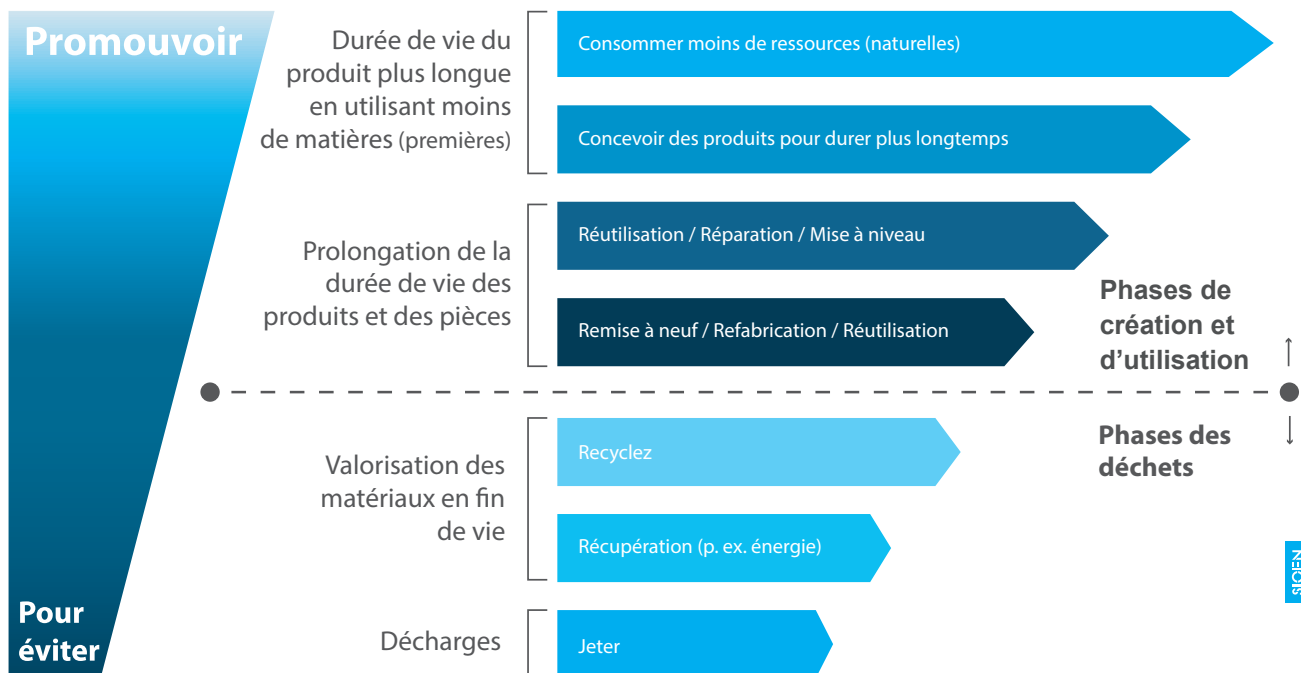 Promouvoir
Durée de vie du
produit plus longue
en utilisant moins
de matières (premières)
Consommer moins de ressources (naturelles)
Concevoir des produits pour durer plus longtemps
Prolongation de la
durée de vie des
produits et des pièces
Réutilisation / Réparation / Mise à niveau
Remise à neuf / Refabrication / Réutilisation
Phases de
création et
d’utilisation
Phases des
déchets
Valorisation des
matériaux en fin
de vie
Recyclez
Récupération (p. ex. énergie)
Pour
éviter
Décharges
Jeter